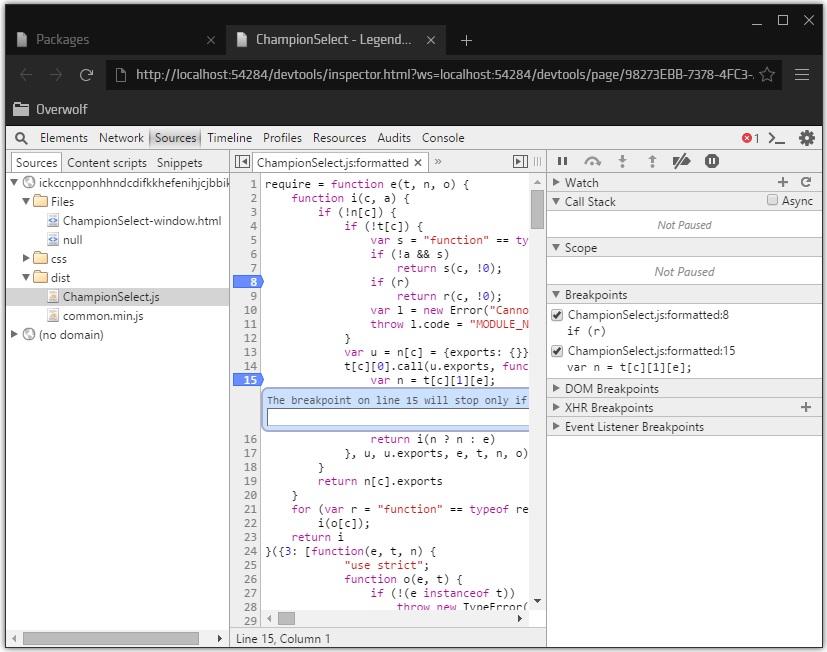 Packages
ChampionSelect - Legend...
http://localhost:54284/devtools/inspector.html?ws=localhost:54284/devtools/page/98273EBB-7378-4FC3-
Overwolf
Elements Network Sources Timeline Profiles Resources Audits Console 1
Sources Content scripts Snippets
ickccnpponhhndcdifkkhefenihjcjbbik
Files
ChampionSelect-window.html
null
css
dist
ChampionSelect.js
common.min.js
(no domain)
ChampionSelect.js:formatted
1 require = function e(t, n, o) {
2 function i(c, a) {
3 if (!n[c]) {
4 if (!t[c]) {
5 var s = "function" == ty
6 if (!a && s)
7 return s(c, !0);
8 if (r)
9 return r(c, !0);
10 var l = new Error("Canno
11 throw l.code = "MODULE_N
12 }
13 var u = n[c] = {exports: {}}
14 t[c][0].call(u.exports, func
15 var n = t[c][1][e];
The breakpoint on line 15 will stop only if
16 return i(n ? n : e)
17 }, u, u.exports, e, t, n, o)
18 }
19 return n[c].exports
20 }
21 for (var r = "function" == typeof re
22 i(o[c]);
23 return i
24 }({3: [function(e, t, n) {
25 "use strict";
26 function o(e, t) {
27 if (!(e instanceof t))
28 throw new TypeError(
29
Line 15, Column 1
Watch
Call Stack Async
Not Paused
Scope
Not Paused
Breakpoints
ChampionSelect.js:formatted:8
if (r)
ChampionSelect.js:formatted:15
var n = t[c][1][e];
DOM Breakpoints
XHR Breakpoints
Event Listener Breakpoints